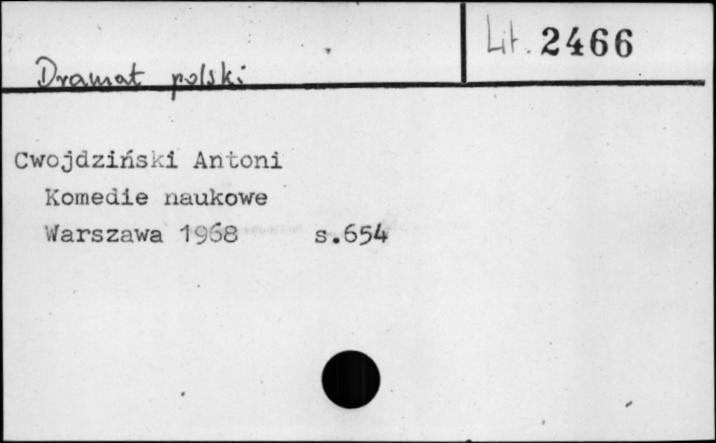 Lit. 2466
Dramat polski
Cwojdziński Antoni
Komedie naukowe
Warszawa 1968 s.654